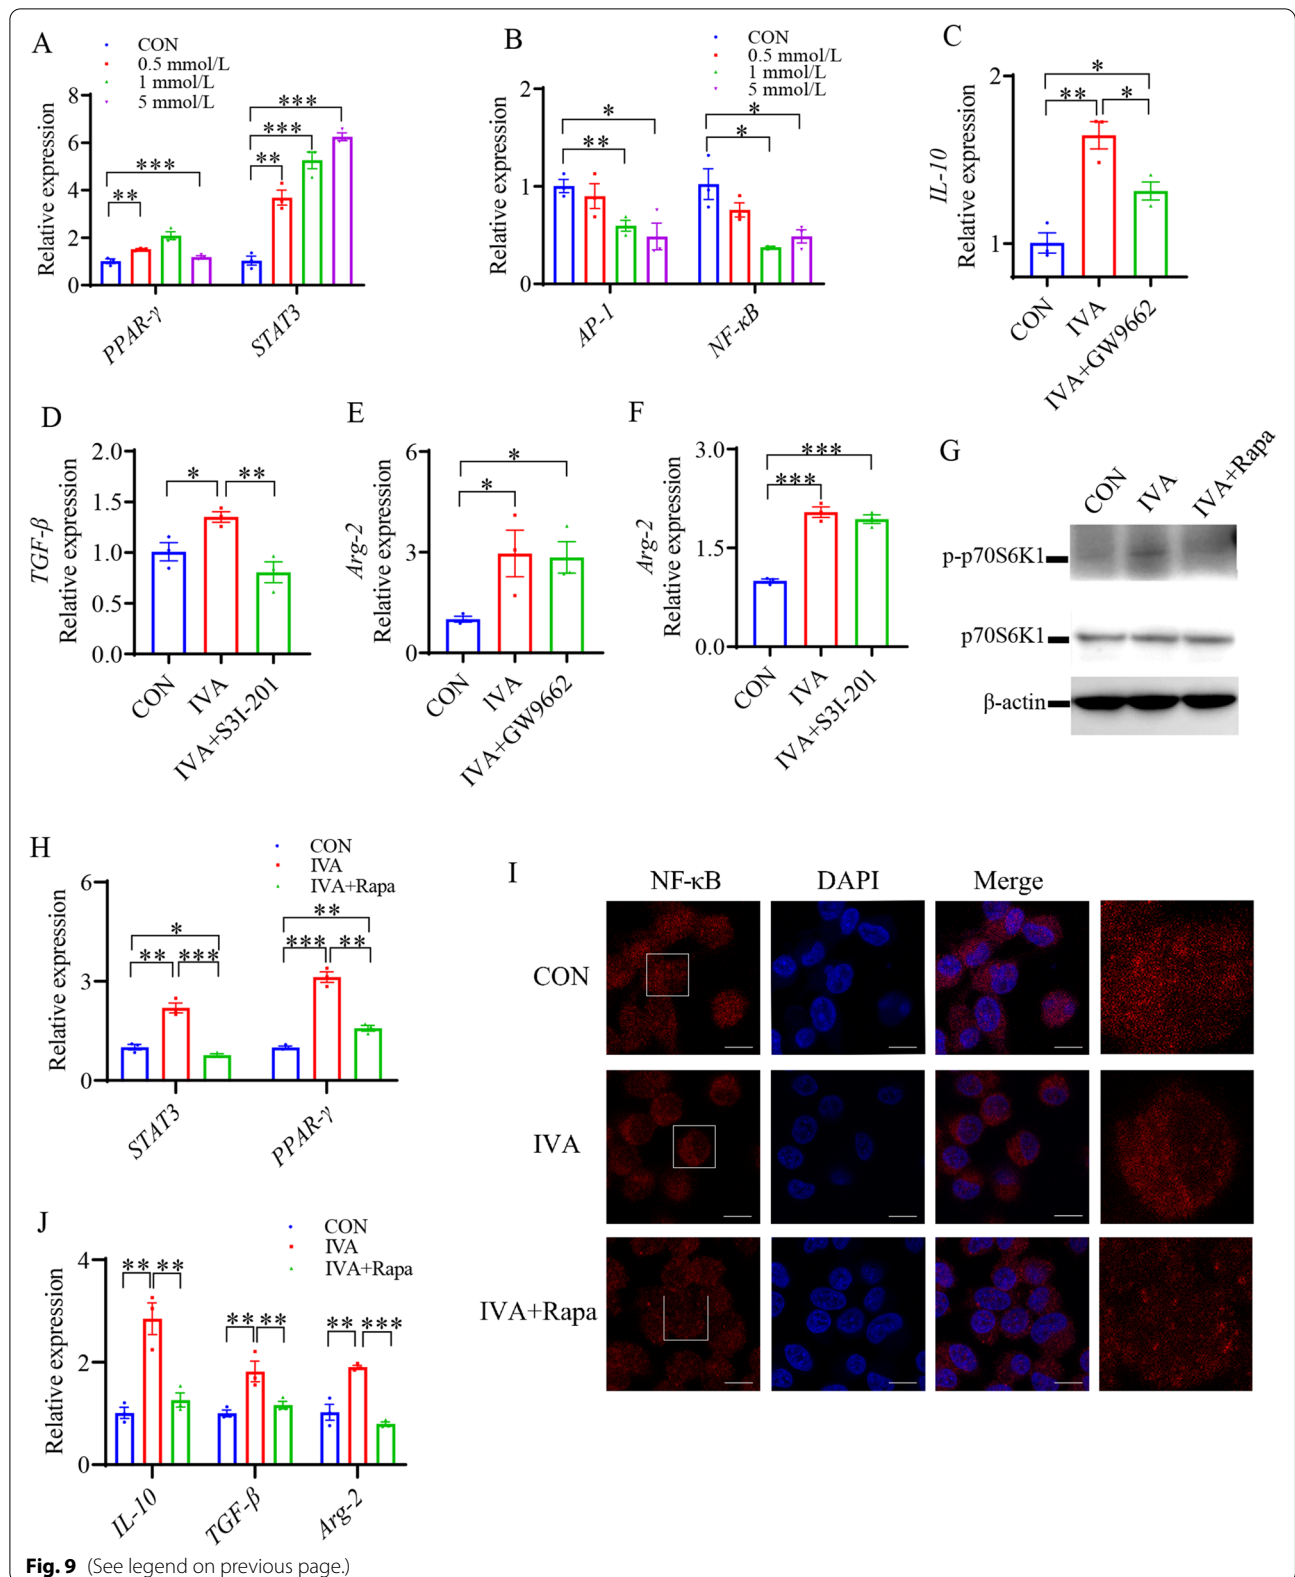 A
CON
0.5 mmol/L
1 mmol/L
5 mmol/L
Relative expression
8
6
4
2
0
***
**
***
***
**
PPAR-γ
STAT3
B
CON
0.5 mmol/L
1 mmol/L
5 mmol/L
Relative expression
2
1
0
*
**
*
*
AP-1
NF-κB
C
IL-10
Relative expression
2
1
*
**
*
CON
IVA
IVA+GW9662
D
TGF-β
Relative expression
2.0
1.5
1.0
0.5
0.0
*
**
CON
IVA
IVA+S3I-201
E
Arg-2
Relative expression
6
3
0
*
*
CON
IVA
IVA+GW9662
F
Arg-2
Relative expression
3.0
1.5
0.0
***
***
CON
IVA
IVA+S3I-201
G
CON
IVA
IVA+Rapa
p-p70S6K1
p70S6K1
β-actin
H
CON
IVA
IVA+Rapa
Relative expression
6
3
0
*
**
***
**
***
**
STAT3
PPAR-γ
I
NF-κB
DAPI
Merge
CON
IVA
IVA+Rapa
J
CON
IVA
IVA+Rapa
Relative expression
4
2
0
**
**
**
**
**
***
IL-10
TGF-β
Arg-2
Fig. 9 (See legend on previous page.)